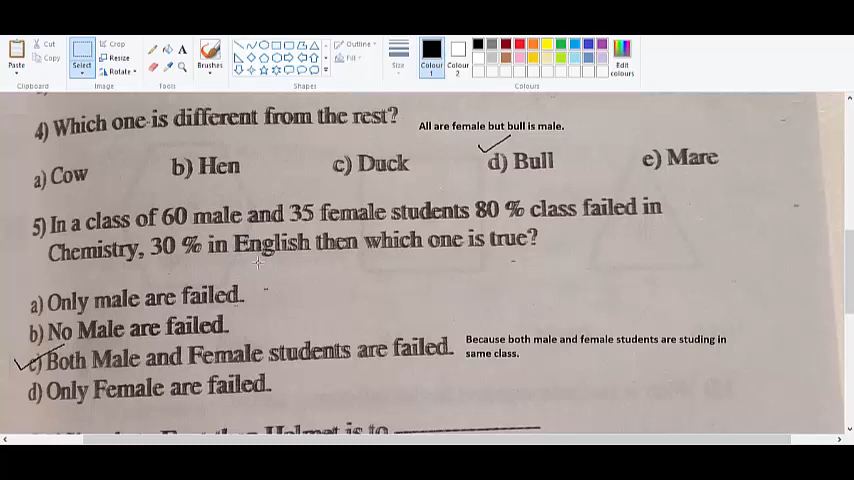 Paste
Cut
Copy
Clipboard
Select
Crop
Resize
Rotate
Image
Tools
Brushes
Shapes
Outline
Fill
Size
Colour 1
Colour 2
Colours
Edit colours
4) Which one is different from the rest?
All are female but bull is male.
a) Cow b) Hen c) Duck d) Bull e) Mare
5) In a class of 60 male and 35 female students 80 % class failed in
Chemistry, 30 % in English then which one is true?
a) Only male are failed.
b) No Male are failed.
c) Both Male and Female students are failed.
Because both male and female students are studing in
same class.
d) Only Female are failed.
Helmet is to